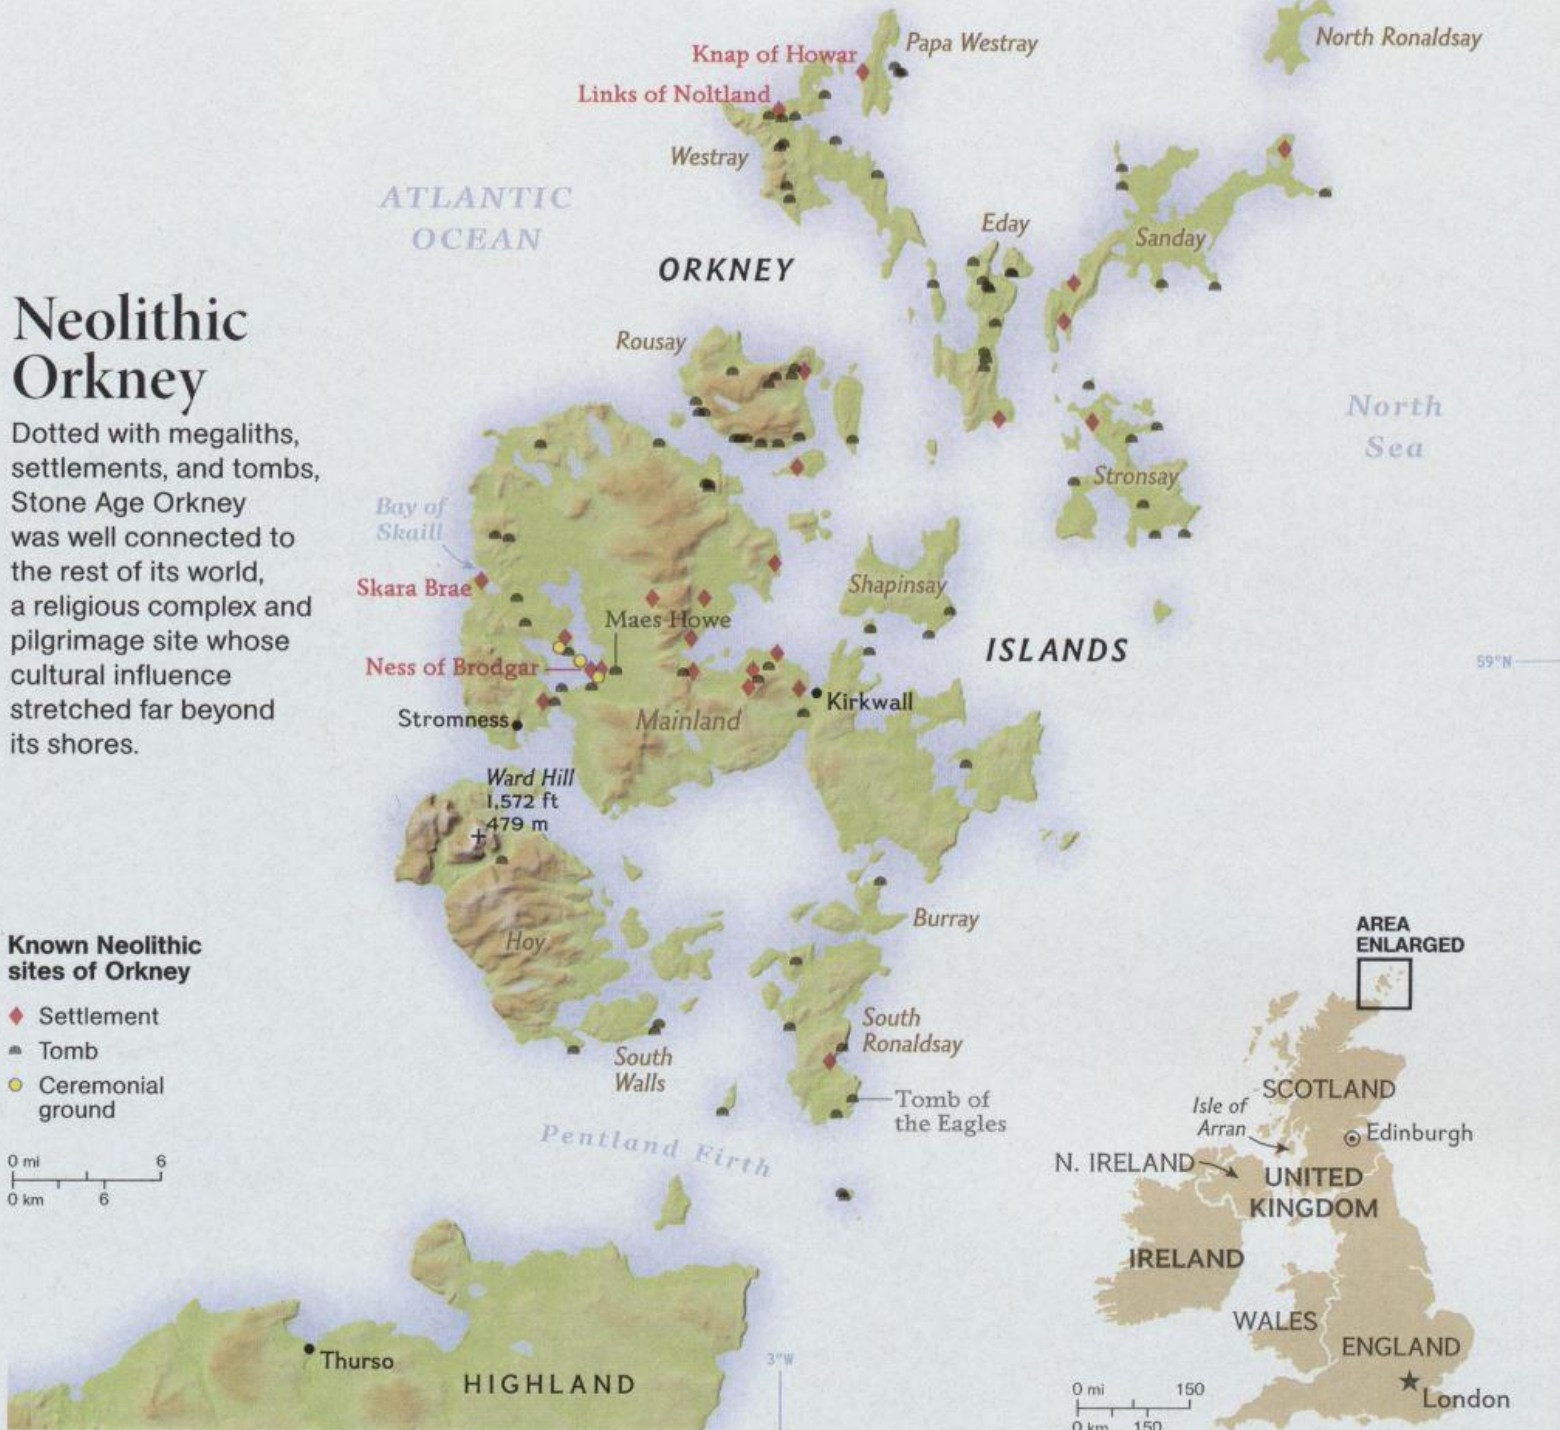 Knap of Howar
Papa Westray
North Ronaldsay
Links of Noltland
Westray
ATLANTIC
OCEAN
Eday
Sanday
ORKNEY
Neolithic
Orkney
Dotted with megaliths,
settlements, and tombs,
Stone Age Orkney
was well connected to
the rest of its world,
a religious complex and
pilgrimage site whose
cultural influence
stretched far beyond
its shores.
Rousay
North
Sea
Stronsay
Bay of
Skaill
Skara Brae
Shapinsay
Maes Howe
ISLANDS
59°N
Ness of Brodgar
Kirkwall
Stromness
Mainland
Ward Hill
1,572 ft
479 m
Hoy
Burray
Known Neolithic
sites of Orkney
Settlement
Tomb
Ceremonial
ground
0 mi 6
0 km 6
South
Ronaldsay
South
Walls
Tomb of
the Eagles
Pentland Firth
Thurso
HIGHLAND
3°W
AREA
ENLARGED
SCOTLAND
Isle of
Arran
Edinburgh
N. IRELAND
UNITED
KINGDOM
IRELAND
WALES
ENGLAND
London
0 mi 150
0 km 150